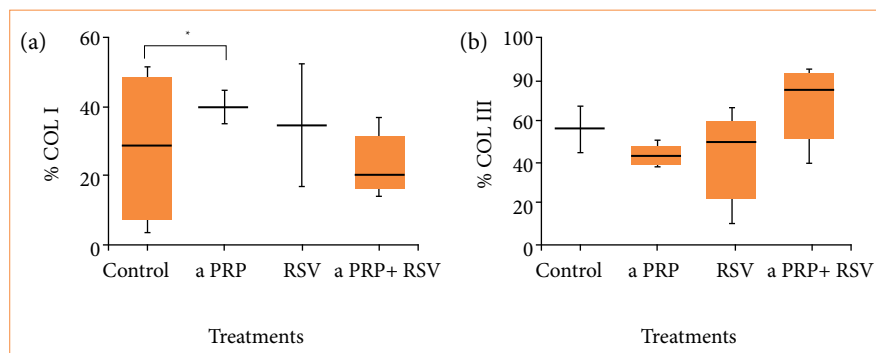 (a)
60
40
20
0
% COL I
*
Control
a PRP
RSV
a PRP+ RSV
Treatments
(b)
100
90
60
40
20
0
% COL III
Control
a PRP
RSV
a PRP+ RSV
Treatments